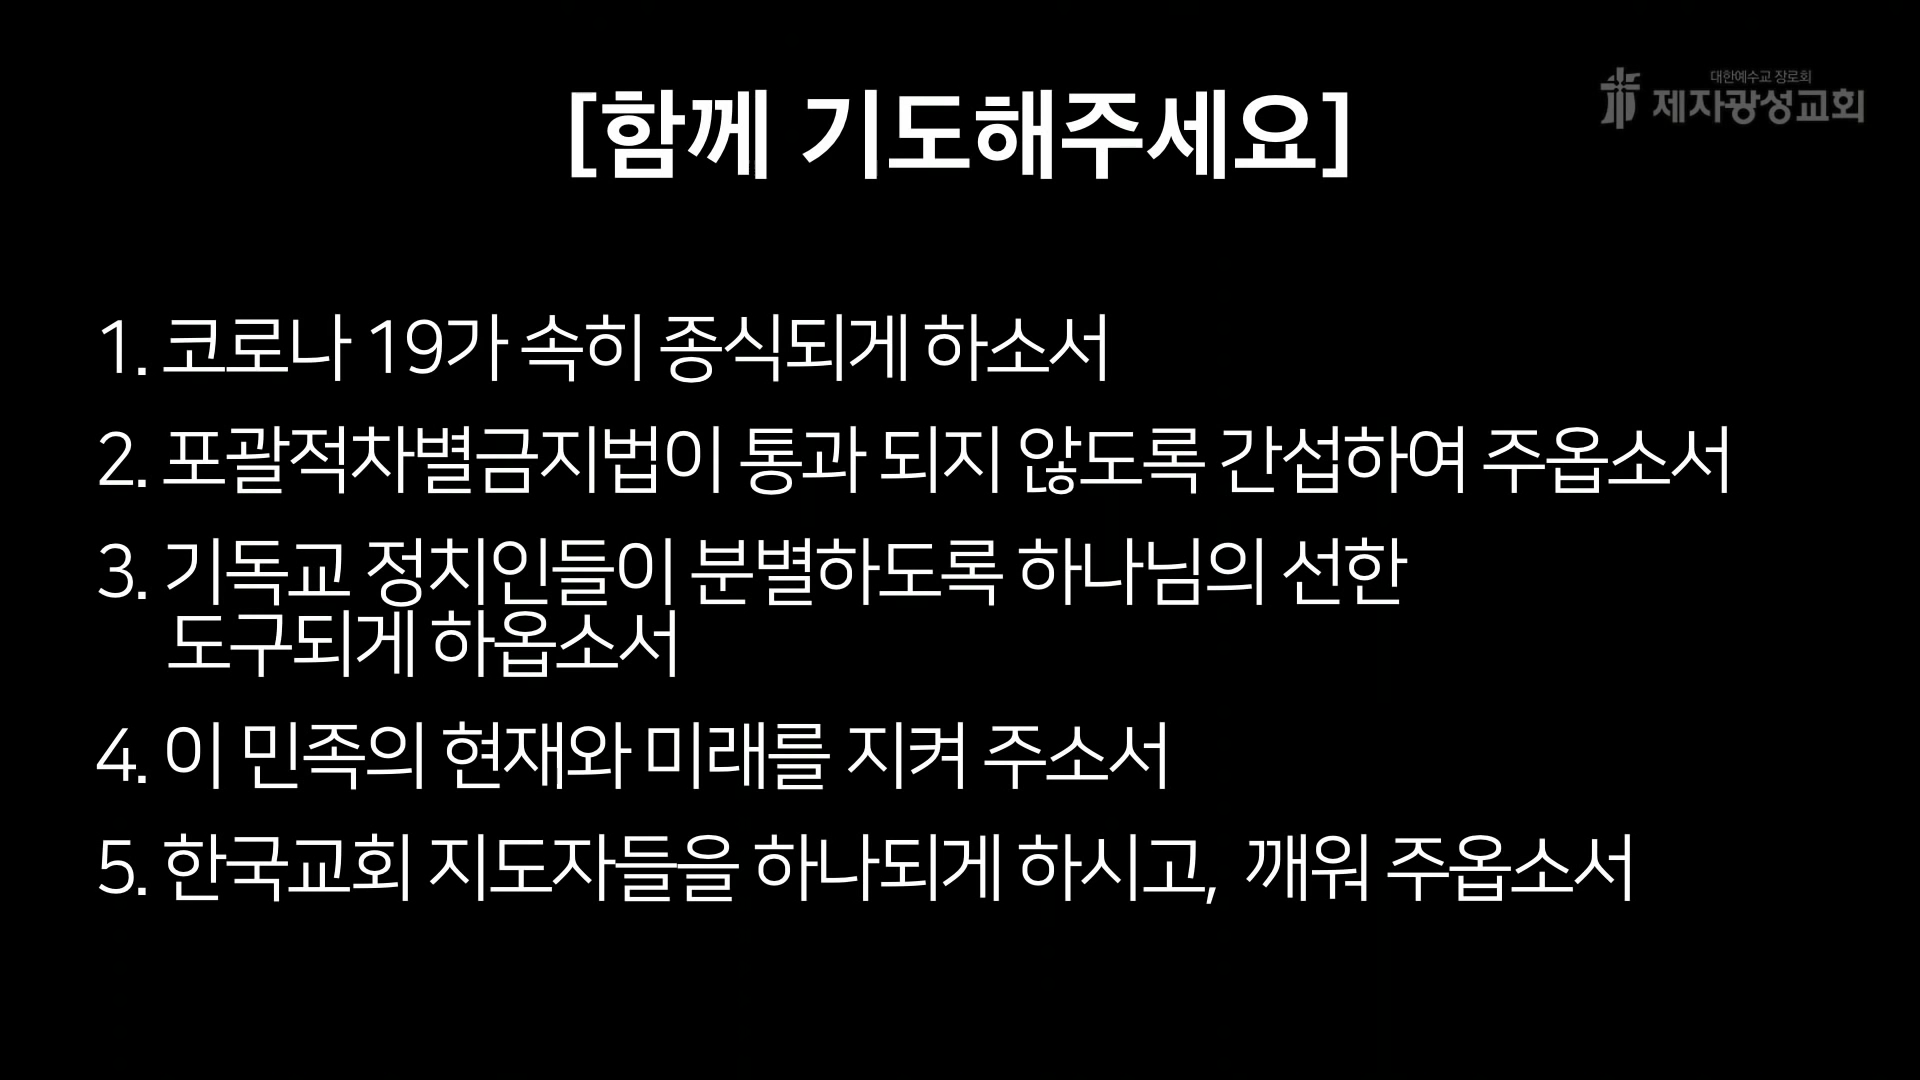 대한예수교 장로회
제자광성교회
[함께 기도해주세요]
1. 코로나 19가 속히 종식되게 하소서
2. 포괄적차별금지법이 통과 되지 않도록 간섭하여 주옵소서
3. 기독교 정치인들이 분별하도록 하나님의 선한
도구되게 하옵소서
4. 이 민족의 현재와 미래를 지켜 주소서
5. 한국교회 지도자들을 하나되게 하시고, 깨워 주옵소서